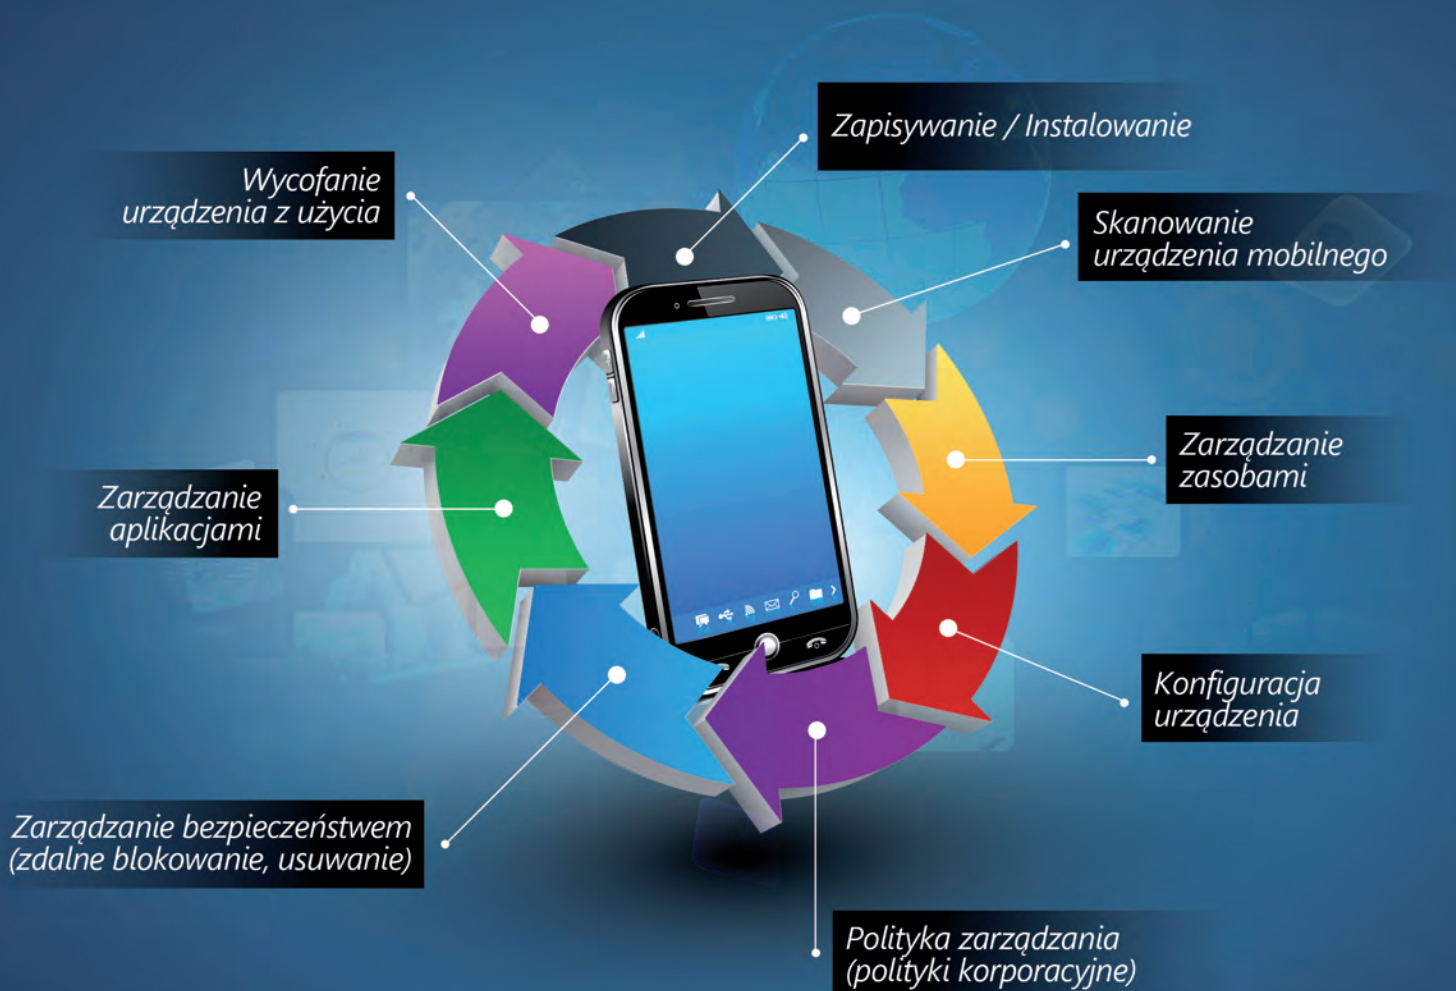 Zapisywanie / Instalowanie
Skanowanie
urządzenia mobilnego
Zarządzanie
zasobami
Konfiguracja
urządzenia
Polityka zarządzania
(polityki korporacyjne)
Zarządzanie bezpieczeństwem
(zdalne blokowanie, usuwanie)
Zarządzanie
aplikacjami
Wycofanie
urządzenia z użycia